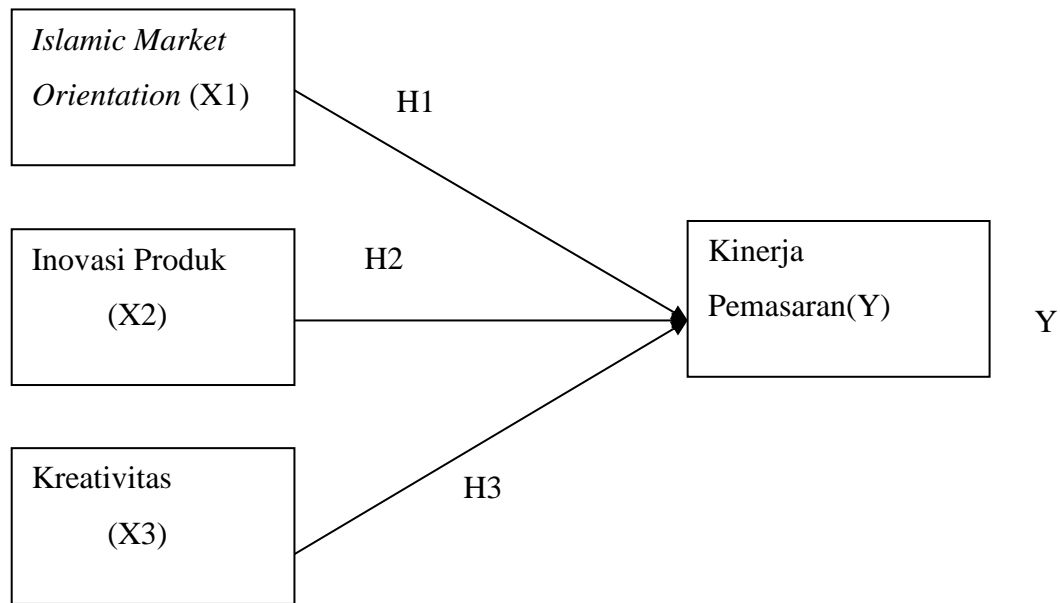 Islamic Market
Orientation (X1)
H1
Inovasi Produk
(X2)
H2
Kinerja
Pemasaran(Y)
Y
Kreativitas
(X3)
H3